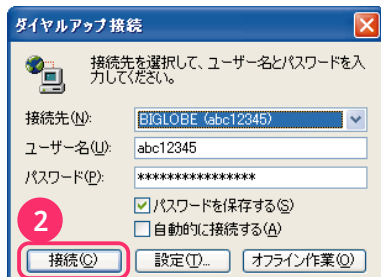 ダイヤルアップ接続
接続先を選択して、ユーザー名とパスワードを入
力してください。
接続先(N):
BIGLOBE (abc12345)
ユーザー名(U):
abc12345
パスワード(P):
****************
パスワードを保存する(S)
自動的に接続する(A)
2
接続(C)
設定(T)...
オフライン作業(O)